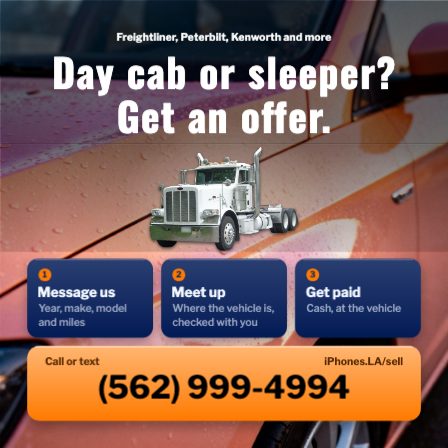 Freightliner, Peterbilt, Kenworth and more
Day cab or sleeper?
Get an offer.
1
Message us
Year, make, model
and miles
2
Meet up
Where the vehicle is,
checked with you
3
Get paid
Cash, at the vehicle
Call or text
iPhones.LA/sell
(562) 999-4994